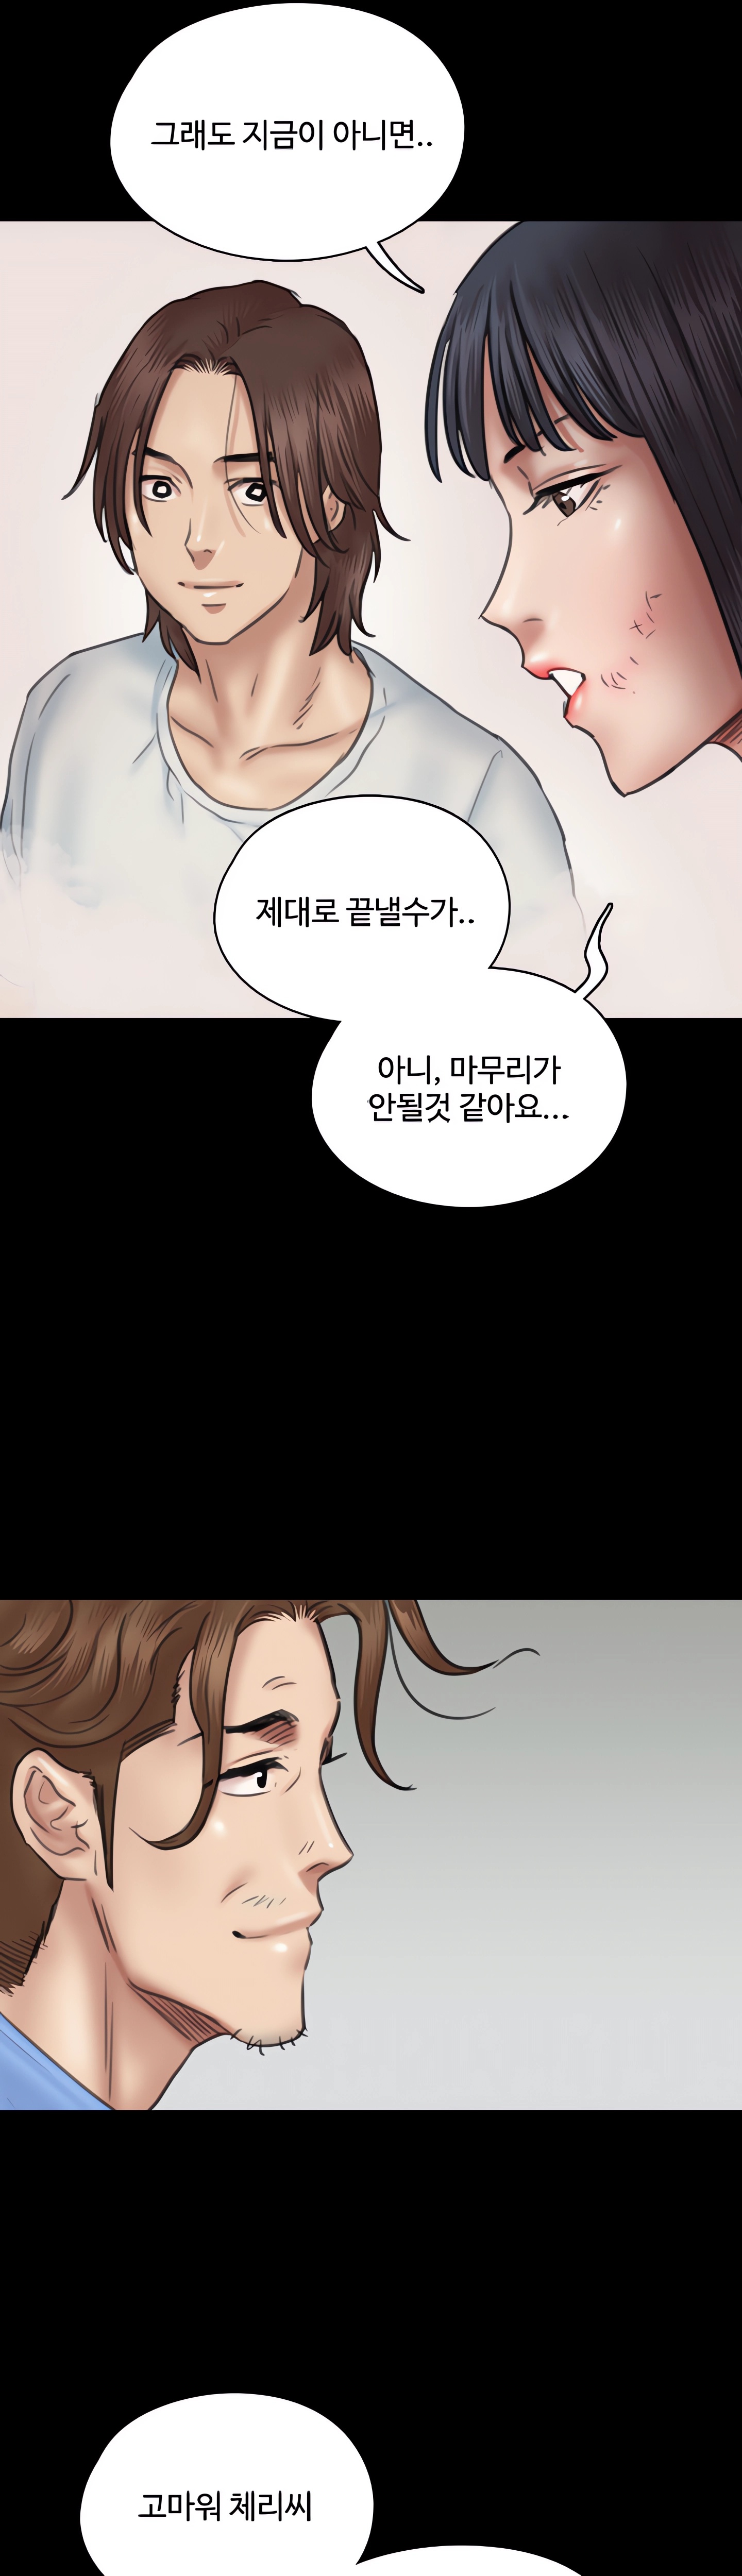 그래도 지금이 아니면..
제대로 끝낼수가..
아니, 마무리가
안될것 같아요...
고마워 체리씨